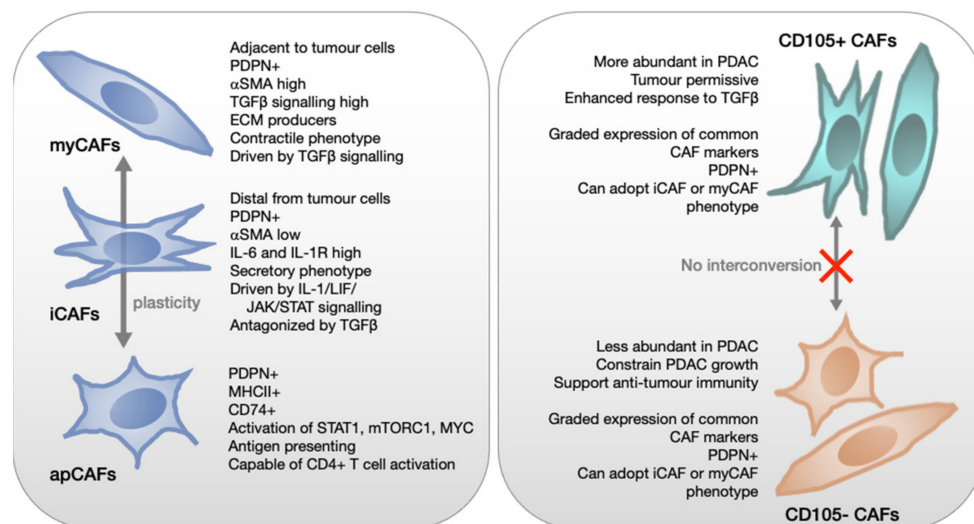 Adjacent to tumour cells
PDPN+
αSMA high
TGFβ signalling high
ECM producers
Contractile phenotype
Driven by TGFβ signalling
myCAFs
Distal from tumour cells
PDPN+
αSMA low
IL-6 and IL-1R high
Secretory phenotype
Driven by IL-1/LIF/
JAK/STAT signalling
Antagonized by TGFβ
plasticity
iCAFs
PDPN+
MHCII+
CD74+
Activation of STAT1, mTORC1, MYC
Antigen presenting
Capable of CD4+ T cell activation
apCAFs
CD105+ CAFs
More abundant in PDAC
Tumour permissive
Enhanced response to TGFβ
Graded expression of common
CAF markers
PDPN+
Can adopt iCAF or myCAF
phenotype
No interconversion
Less abundant in PDAC
Constrain PDAC growth
Support anti-tumour immunity
Graded expression of common
CAF markers
PDPN+
Can adopt iCAF or myCAF
phenotype
CD105- CAFs